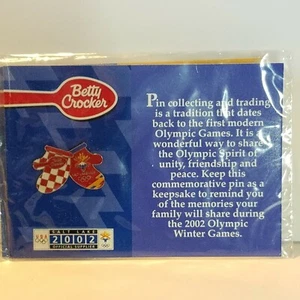 Betty
Crocker
Pin collecting and trading
is a tradition that dates
back to the first modern
Olympic Games. It is a
wonderful way to share
the Olympic Spirit of
unity, friendship and
peace. Keep this
commemorative pin as a
keepsake to remind you
of the memories your
family will share during
the 2002 Olympic
Winter Games.
SALT LAKE
2002
OFFICIAL SUPPLIER